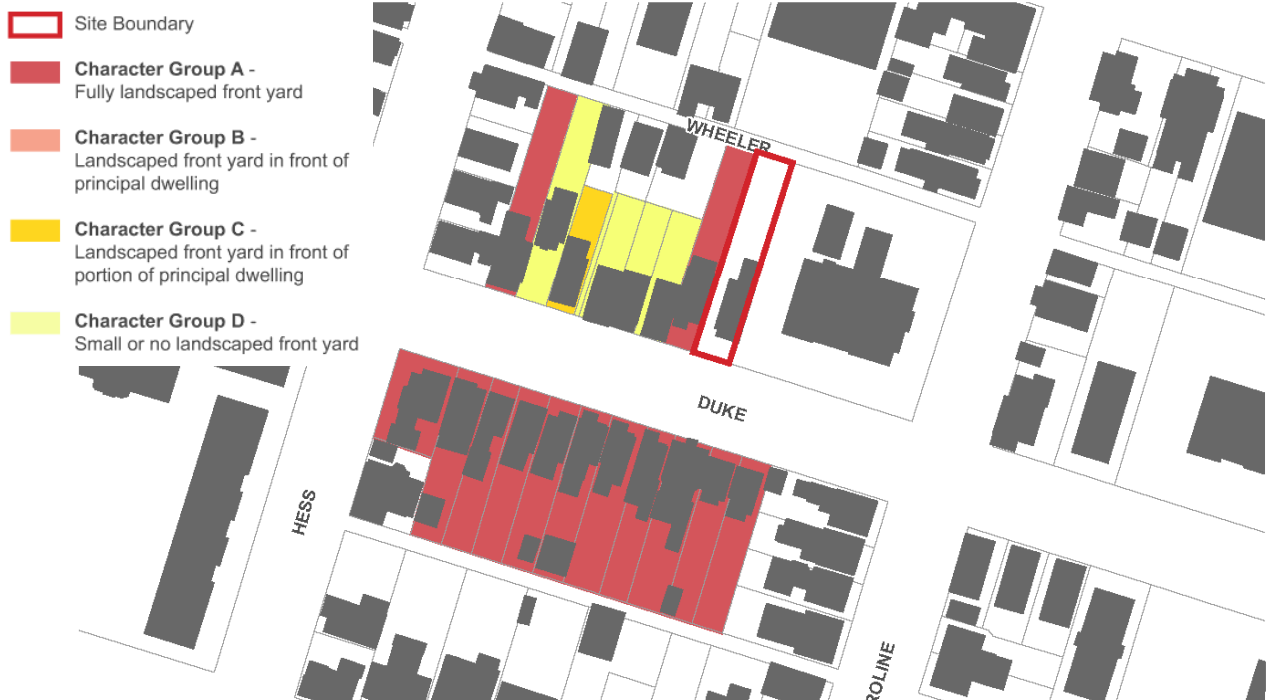 Site Boundary
Character Group A -
Fully landscaped front yard
Character Group B -
Landscaped front yard in front of
principal dwelling
Character Group C -
Landscaped front yard in front of
portion of principal dwelling
Character Group D -
Small or no landscaped front yard
WHEELER
DUKE
HESS
ROLINE